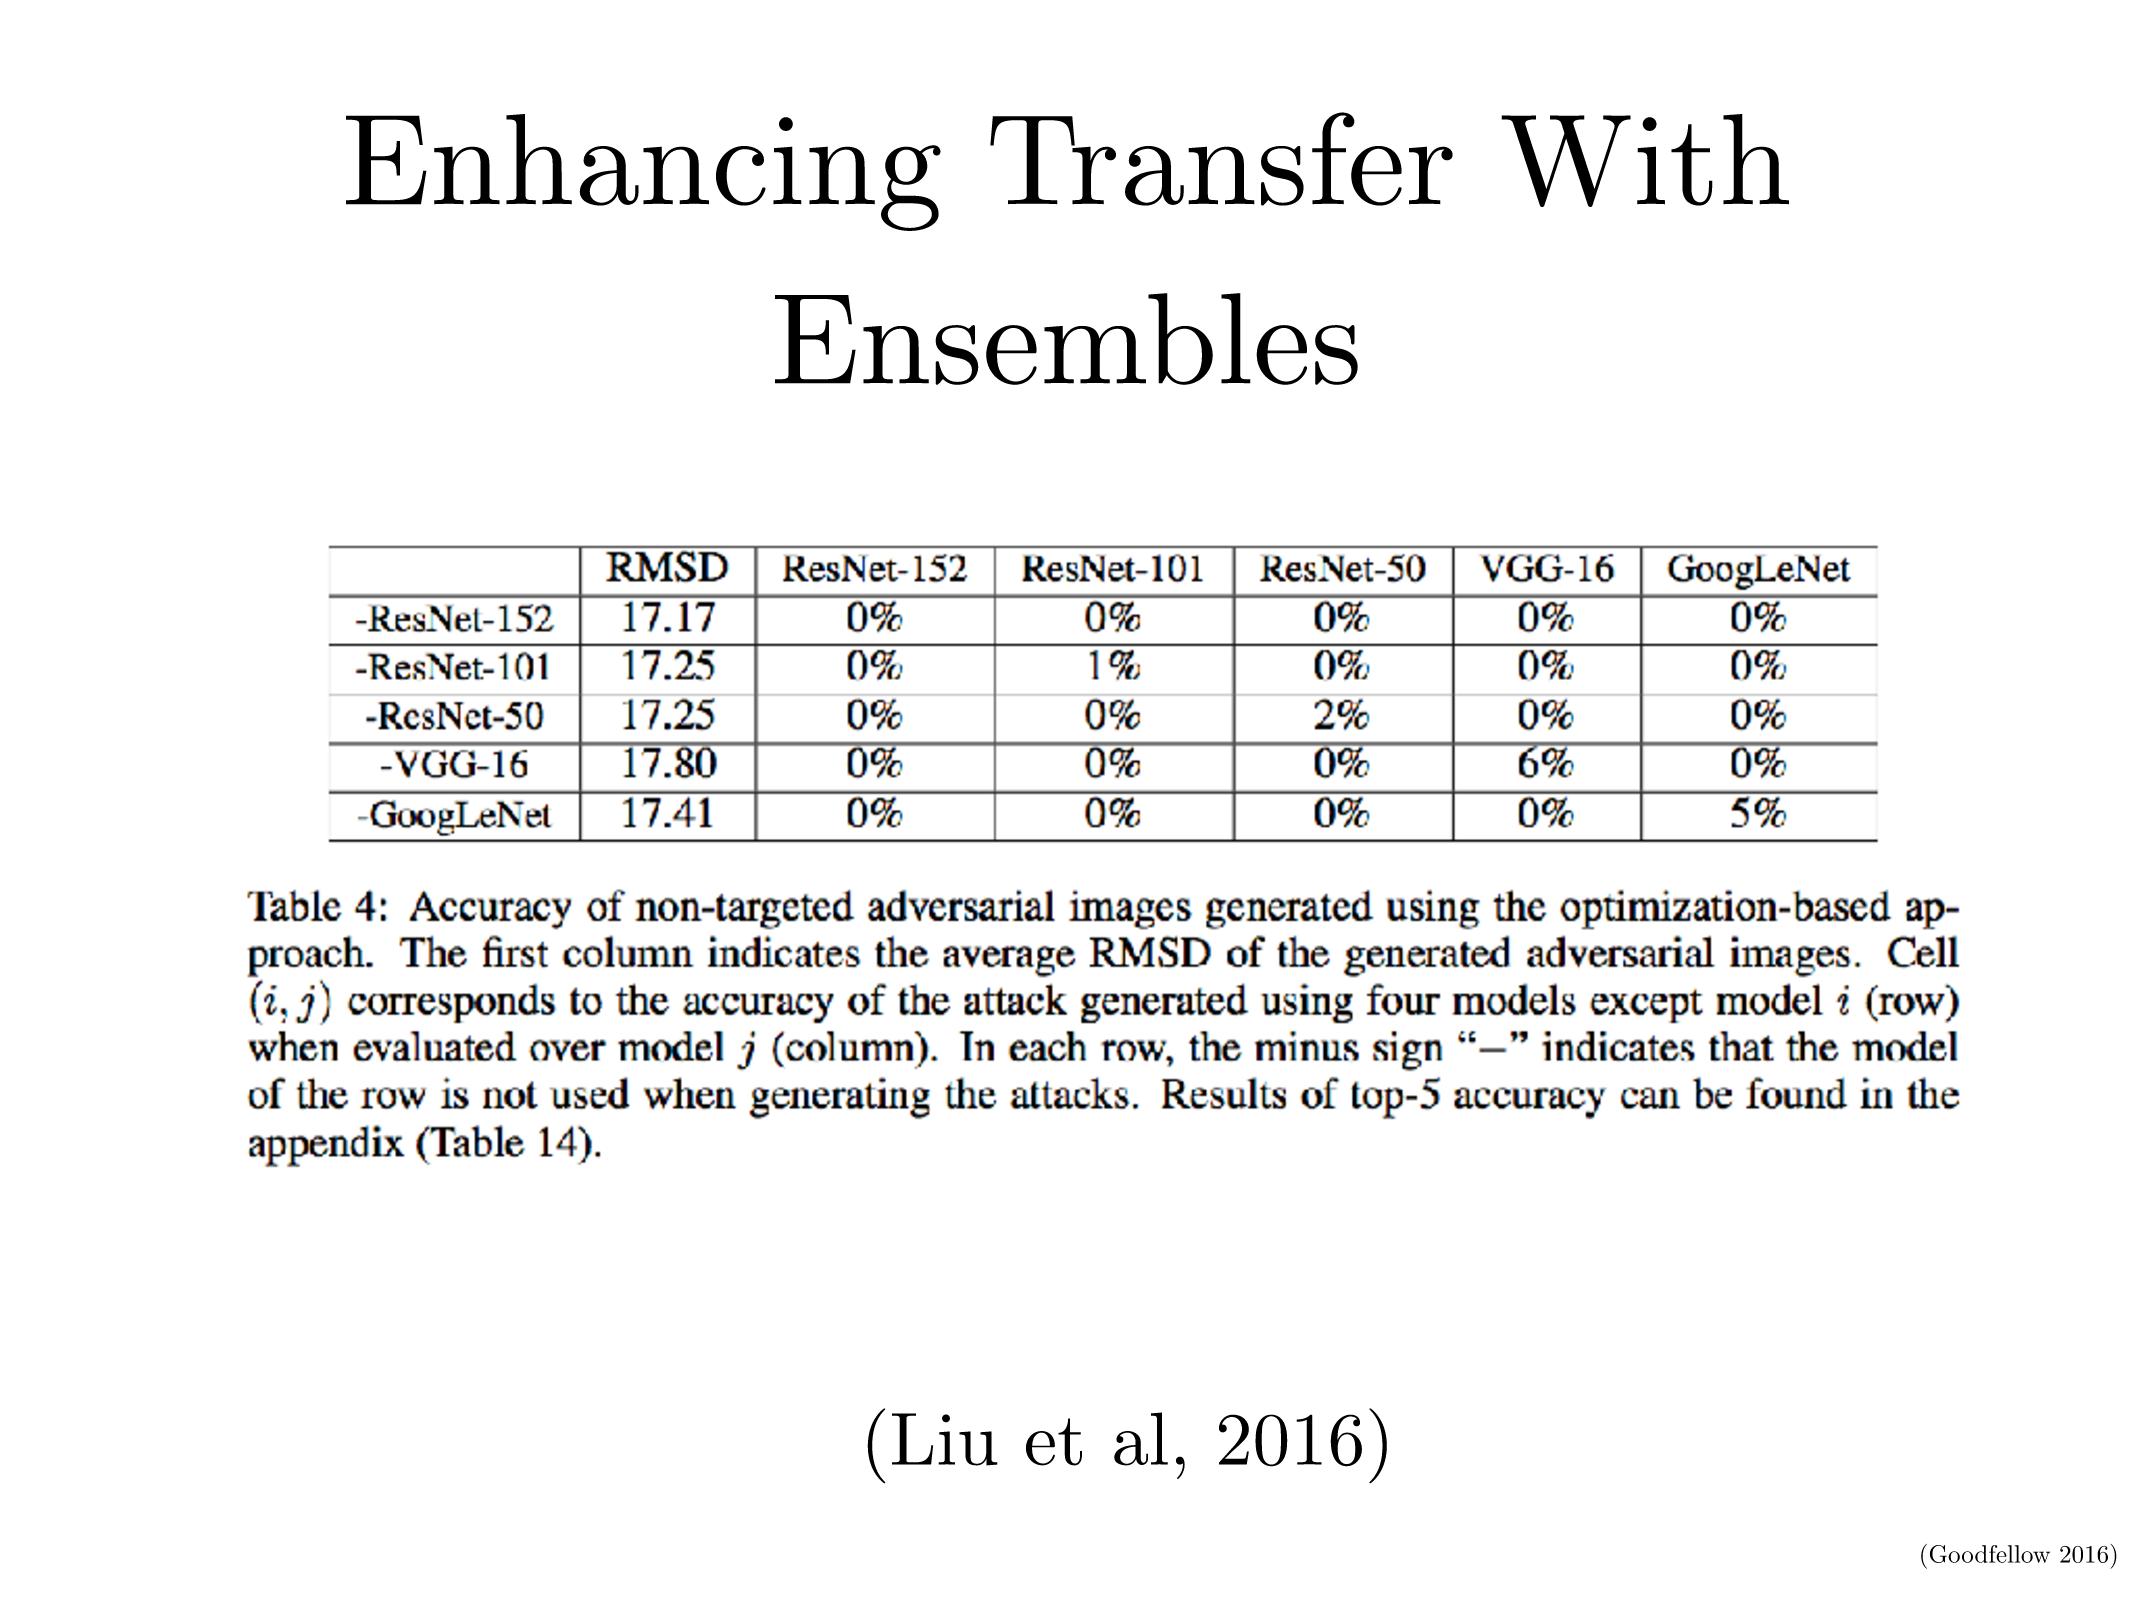 Enhancing Transfer With
Ensembles
RMSD ResNet-152 ResNet-101 ResNet-50 VGG-16 GoogLeNet
-ResNet-152 17.17 0% 0% 0% 0% 0%
-ResNet-101 17.25 0% 1% 0% 0% 0%
-ResNet-50 17.25 0% 0% 2% 0% 0%
-VGG-16 17.80 0% 0% 0% 6% 0%
-GoogLeNet 17.41 0% 0% 0% 0% 5%
Table 4: Accuracy of non-targeted adversarial images generated using the optimization-based ap-
proach. The first column indicates the average RMSD of the generated adversarial images. Cell
(i, j) corresponds to the accuracy of the attack generated using four models except model i (row)
when evaluated over model j (column). In each row, the minus sign “−” indicates that the model
of the row is not used when generating the attacks. Results of top-5 accuracy can be found in the
appendix (Table 14).
(Liu et al, 2016)
(Goodfellow 2016)